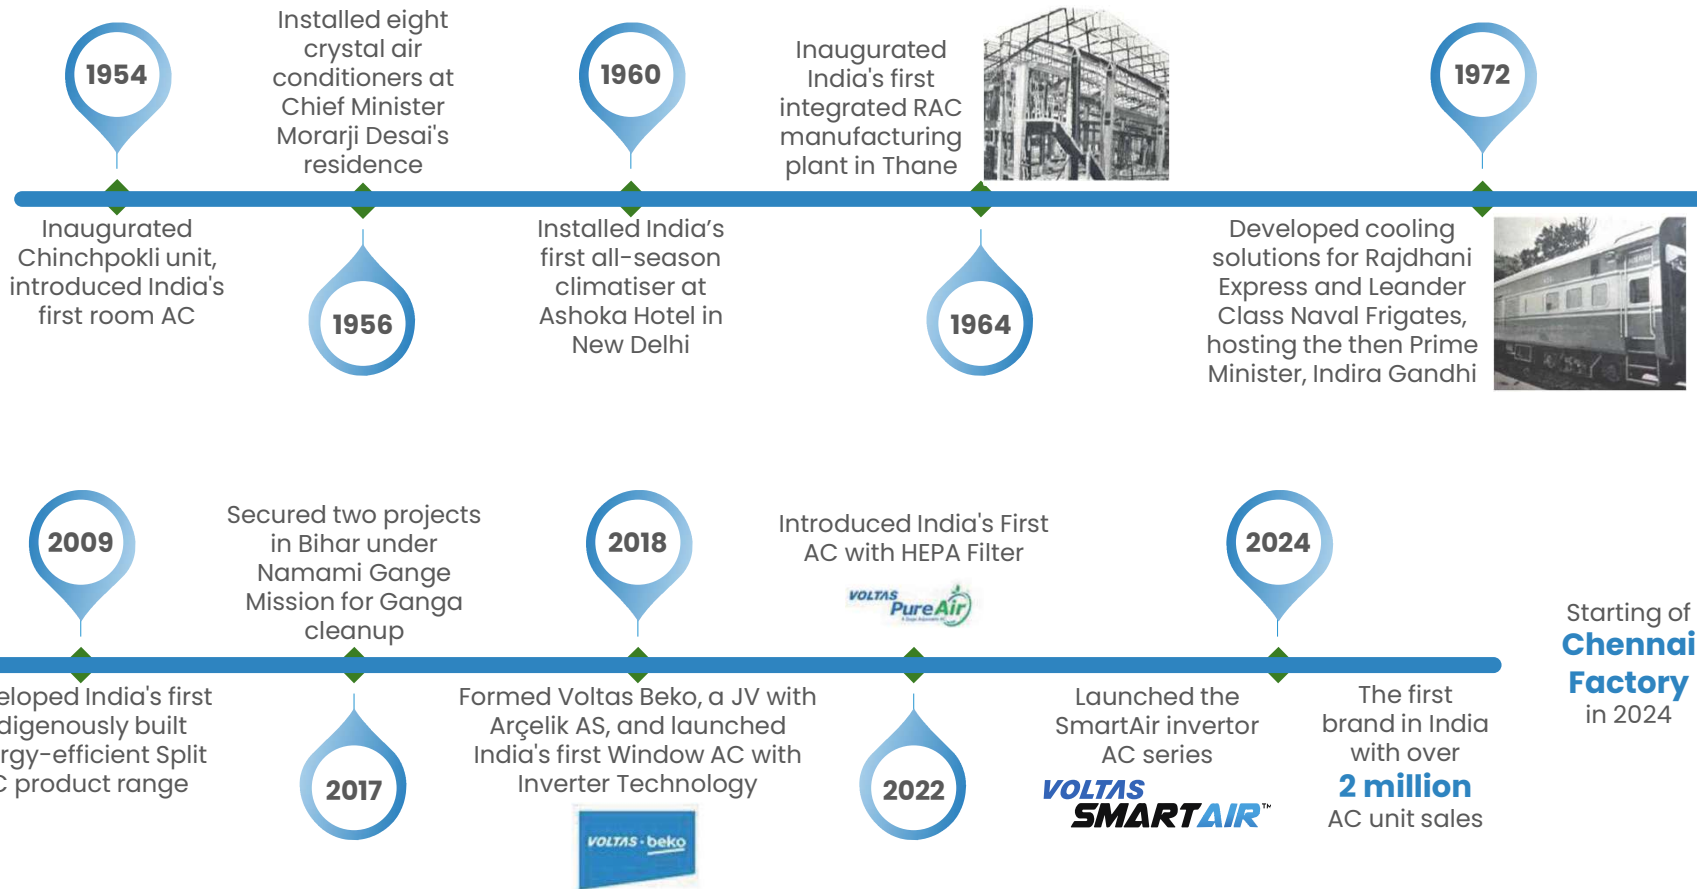 1954
Inaugurated
Chinchpokli unit,
introduced India's
first room AC
Installed eight
crystal air
conditioners at
Chief Minister
Morarji Desai's
residence
1956
1960
Installed India’s
first all-season
climatiser at
Ashoka Hotel in
New Delhi
Inaugurated
India's first
integrated RAC
manufacturing
plant in Thane
1964
1972
Developed cooling
solutions for Rajdhani
Express and Leander
Class Naval Frigates,
hosting the then Prime
Minister, Indira Gandhi
2009
India's first
built
Split
product range
Secured two projects
in Bihar under
Namami Gange
Mission for Ganga
cleanup
2017
2018
Formed Voltas Beko, a JV with
Arçelik AS, and launched
India's first Window AC with
Inverter Technology
VOLTAS · beko
Introduced India's First
AC with HEPA Filter
VOLTAS
PureAir
2022
2024
Launched the
SmartAir invertor
AC series
VOLTAS
SMARTAIR™
The first
brand in India
with over
2 million
AC unit sales
Starting of
Chennai
Factory
in 2024